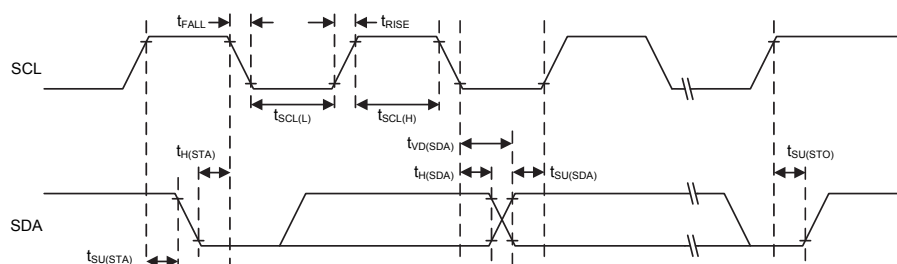 tFALL
tRISE
SCL
tSCL(L)
tSCL(H)
tVD(SDA)
tH(STA)
tH(SDA)
tSU(SDA)
tSU(STO)
SDA
tSU(STA)